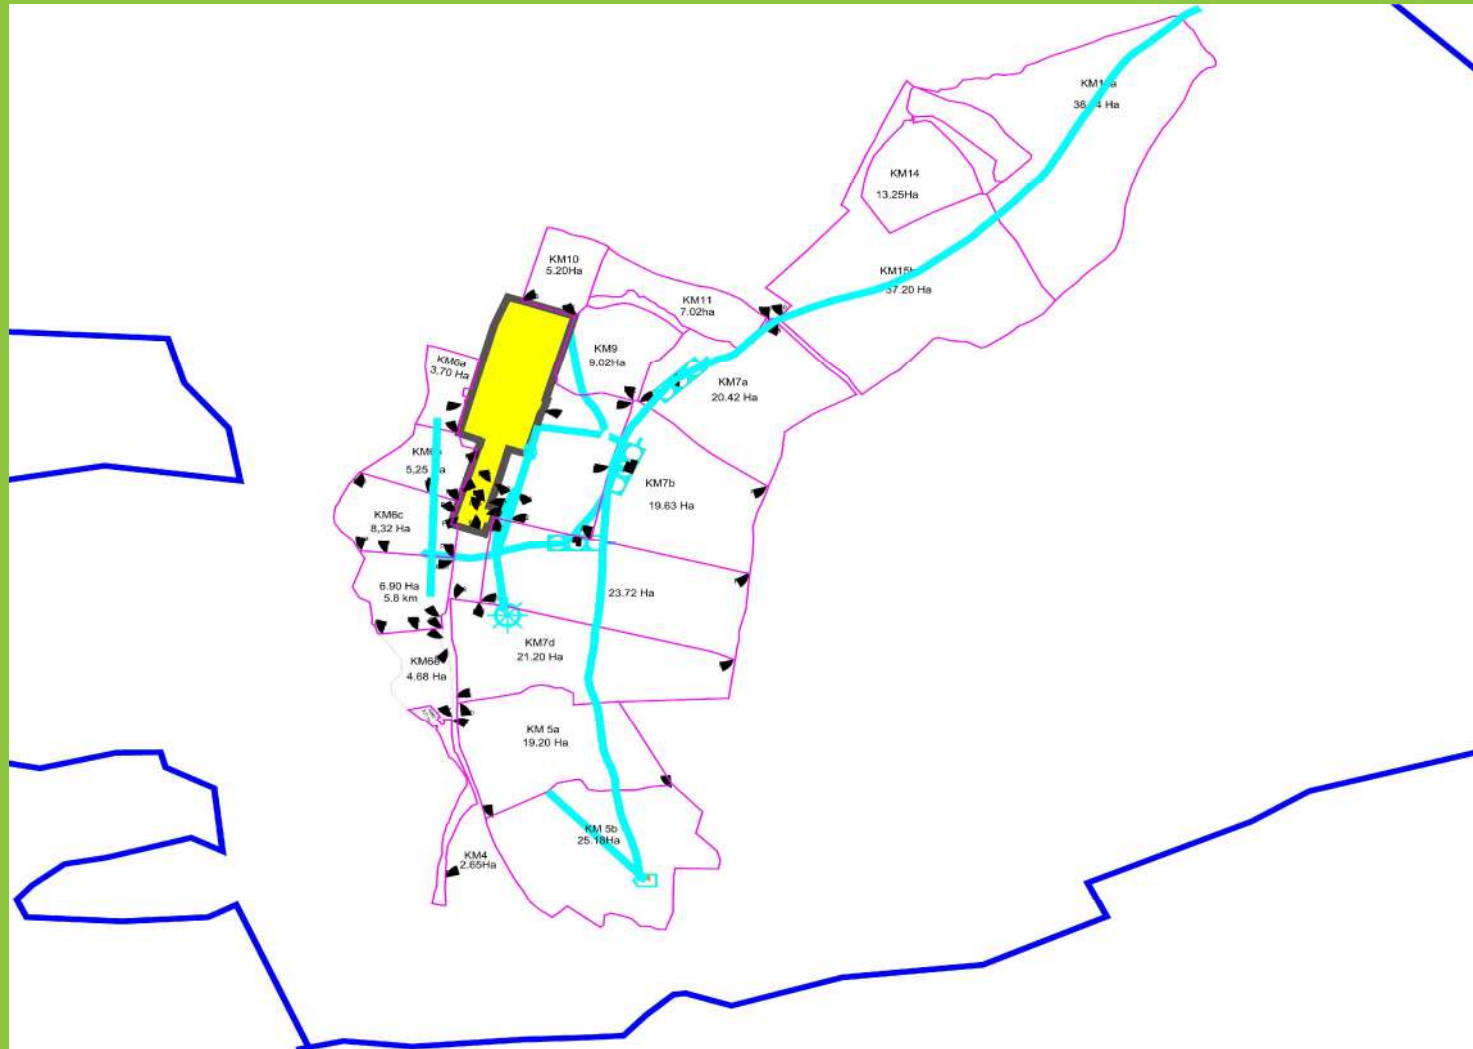 KM14
13.25Ha
KM10
5.20Ha
37.20 Ha
KM11
7.02ha
KM9
9.02Ha
KM6a
3,70 Ha
KM7a
20.42 Ha
KM7b
19.63 Ha
KM6c
8,32 Ha
6.90 Ha
5.8 km
23.72 Ha
KM7d
21.20 Ha
4.68 Ha
KM 5a
19.20 Ha
KM 5b
25.18Ha
KM4
2.65Ha